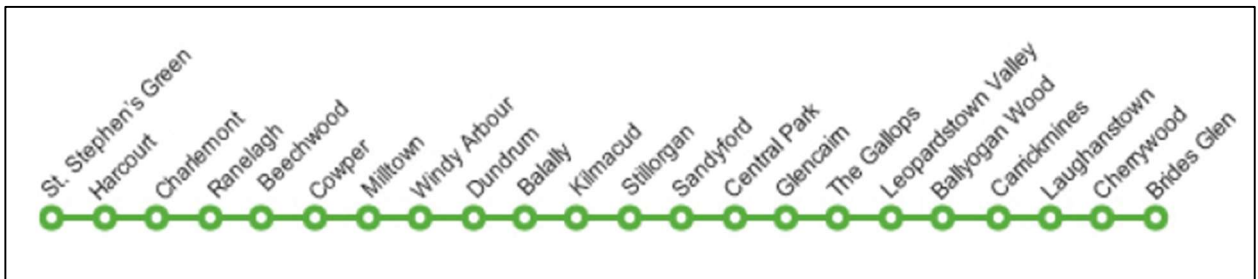 St. Stephen's Green
Harcourt
Charlemont
Ranelagh
Beechwood
Cowper
Milltown
Windy Arbour
Dundrum
Balally
Kilmacud
Stillorgan
Sandyford
Central Park
Glencairn
The Gallops
Leopardstown Valley
Ballyogan Wood
Carrickmines
Laughanstown
Cherrywood
Brides Glen